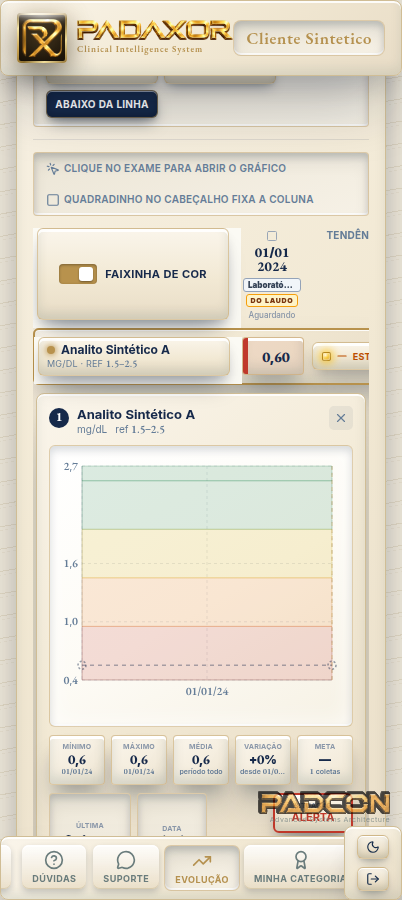 PADAXOR
Clinical Intelligence System
Cliente Sintetico
ABAIXO DA LINHA
CLIQUE NO EXAME PARA ABRIR O GRÁFICO
QUADRADINHO NO CABEÇALHO FIXA A COLUNA
FAIXINHA DE COR
01/01
2024
Laborató...
DO LAUDO
Aguardando
TENDÊN
Analito Sintético A
MG/DL · REF 1.5–2.5
0,60
— EST
1
Analito Sintético A
mg/dL ref 1.5–2.5
2,7
1,6
1,0
0,4
01/01/24
MÍNIMO
0,6
01/01/24
MÁXIMO
0,6
01/01/24
MÉDIA
0,6
período todo
VARIAÇÃO
+0%
desde 01/0...
META
—
1 coletas
ÚLTIMA
DATA
ALERTA
PADCON
Advanced Systems Architecture
DÚVIDAS
SUPORTE
EVOLUÇÃO
MINHA CATEGORIA